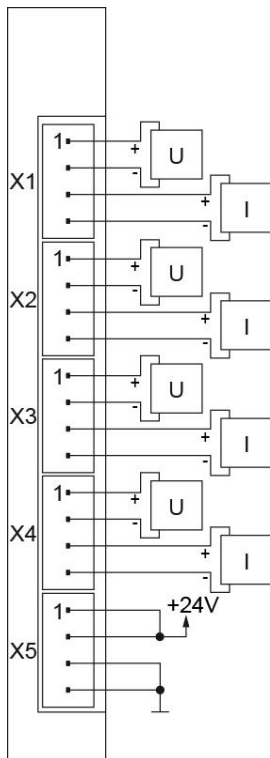 1
+
U
-
X1
+
I
-
1
+
U
-
X2
+
I
-
1
+
U
-
X3
+
I
-
1
+
U
-
X4
+
I
-
+24V
1
X5